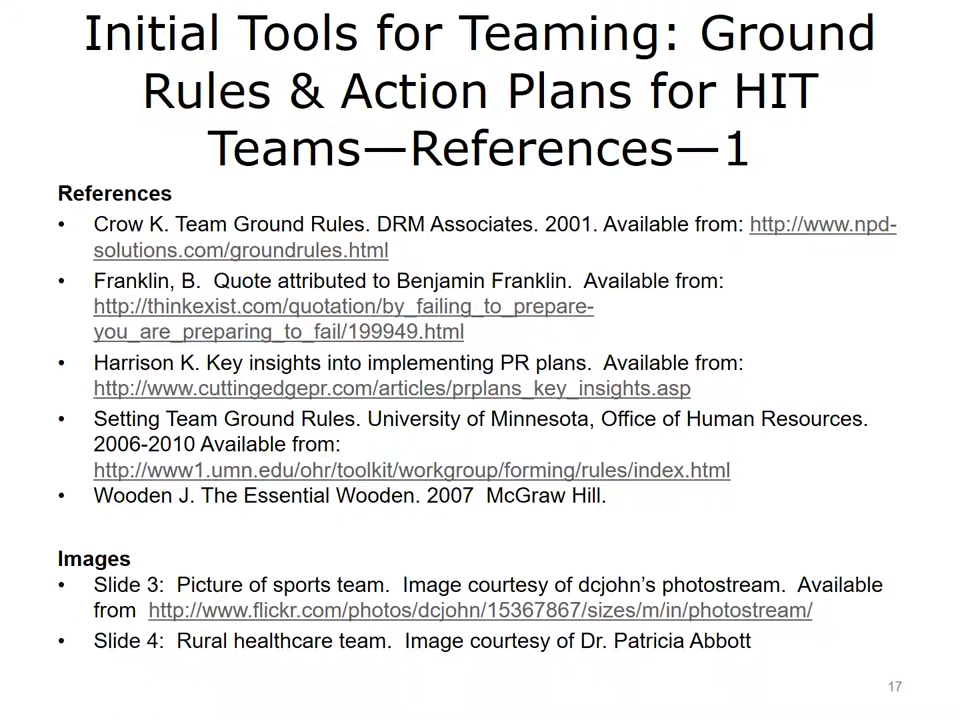 Initial Tools for Teaming: Ground
Rules & Action Plans for HIT
Teams—References—1
References
• Crow K. Team Ground Rules. DRM Associates. 2001. Available from: http://www.npd-
solutions.com/groundrules.html
• Franklin, B.  Quote attributed to Benjamin Franklin.  Available from:
http://thinkexist.com/quotation/by_failing_to_prepare-
you_are_preparing_to_fail/199949.html
• Harrison K. Key insights into implementing PR plans.  Available from:
http://www.cuttingedgepr.com/articles/prplans_key_insights.asp
• Setting Team Ground Rules. University of Minnesota, Office of Human Resources.
2006-2010 Available from:
http://www1.umn.edu/ohr/toolkit/workgroup/forming/rules/index.html
• Wooden J. The Essential Wooden. 2007  McGraw Hill.
Images
• Slide 3:  Picture of sports team.  Image courtesy of dcjohn’s photostream.  Available
from  http://www.flickr.com/photos/dcjohn/15367867/sizes/m/in/photostream/
• Slide 4:  Rural healthcare team.  Image courtesy of Dr. Patricia Abbott
17